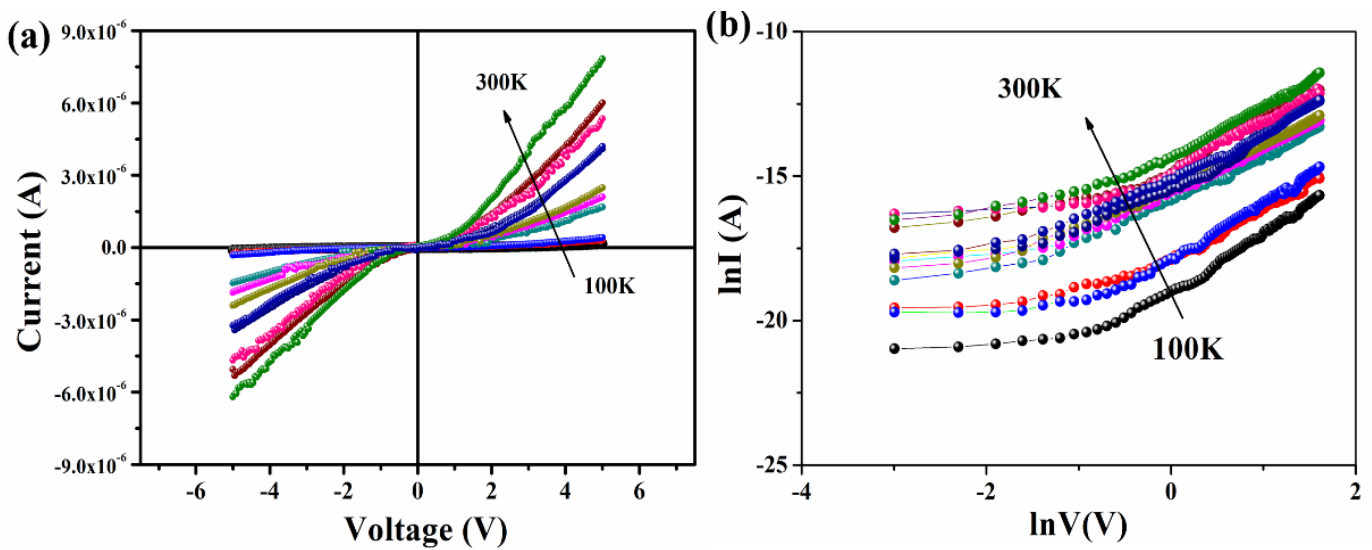 (a)
9.0x10⁻⁶
6.0x10⁻⁶
3.0x10⁻⁶
0.0
-3.0x10⁻⁶
-6.0x10⁻⁶
-9.0x10⁻⁶
Current (A)
300K
100K
-6 -4 -2 0 2 4 6
Voltage (V)
(b)
-10
-15
-20
-25
lnI (A)
300K
100K
-4 -2 0 2
lnV(V)